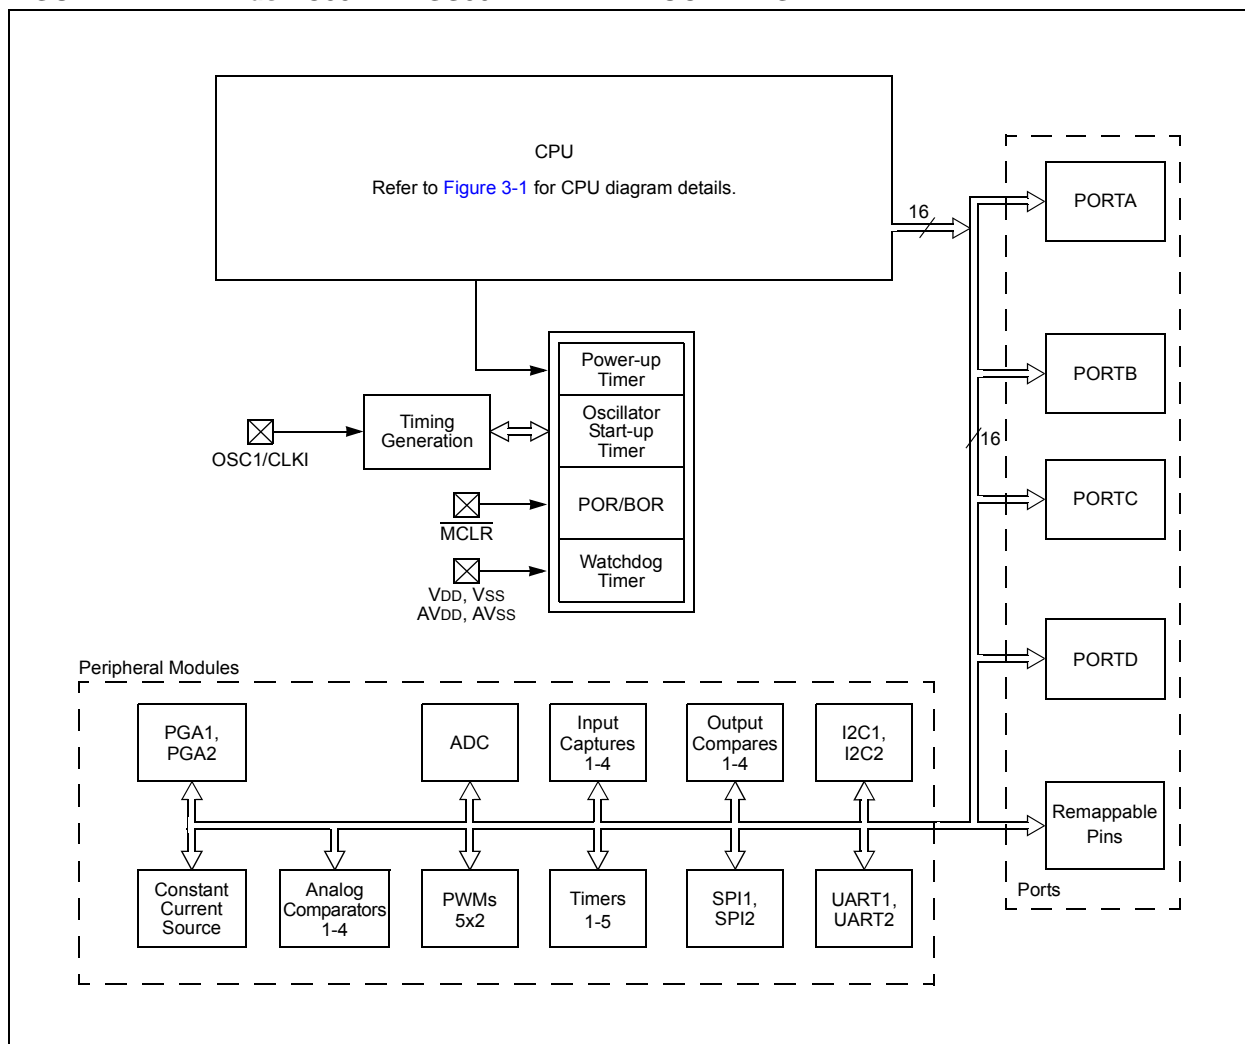 CPU
Refer to Figure 3-1 for CPU diagram details.
16
PORTA
Power-up
Timer
PORTB
Timing
Generation
Oscillator
Start-up
Timer
OSC1/CLKI
16
POR/BOR
MCLR
PORTC
Watchdog
Timer
VDD, VSS
AVDD, AVSS
PORTD
Peripheral Modules
PGA1,
PGA2
ADC
Input
Captures
1-4
Output
Compares
1-4
I2C1,
I2C2
Remappable
Pins
Constant
Current
Source
Analog
Comparators
1-4
PWMs
5x2
Timers
1-5
SPI1,
SPI2
UART1,
UART2
Ports